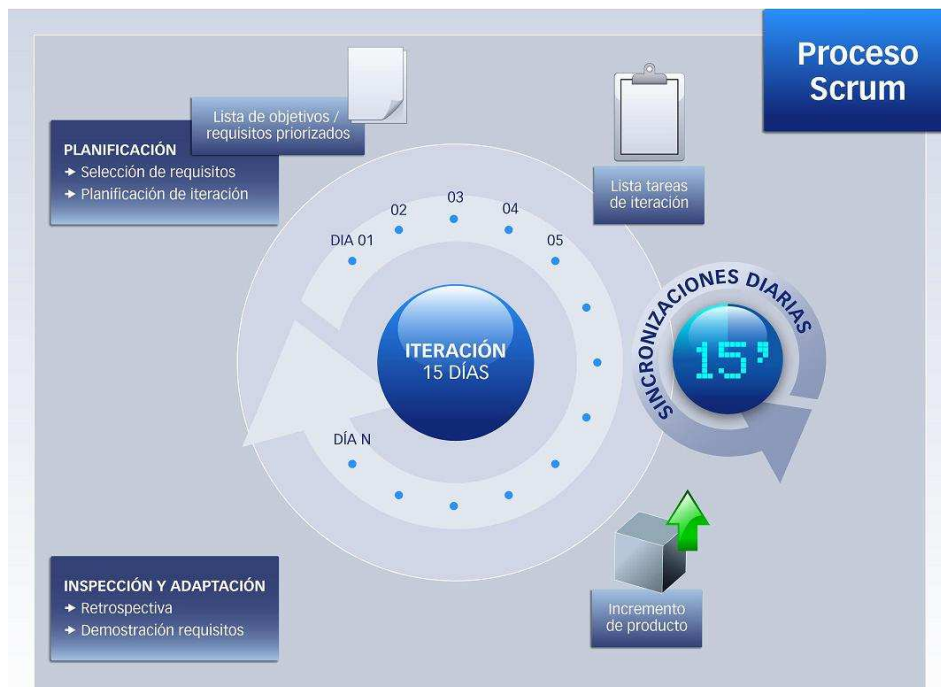 Proceso
Scrum
Lista de objetivos /
requisitos priorizados
PLANIFICACIÓN
Selección de requisitos
Planificación de iteración
Lista tareas
de iteración
DIA 01
02
03
04
05
ITERACIÓN
15 DÍAS
SINCRONIZACIONES DIARIAS
15'
DÍA N
INSPECCIÓN Y ADAPTACIÓN
Retrospectiva
Demostración requisitos
Incremento
de producto